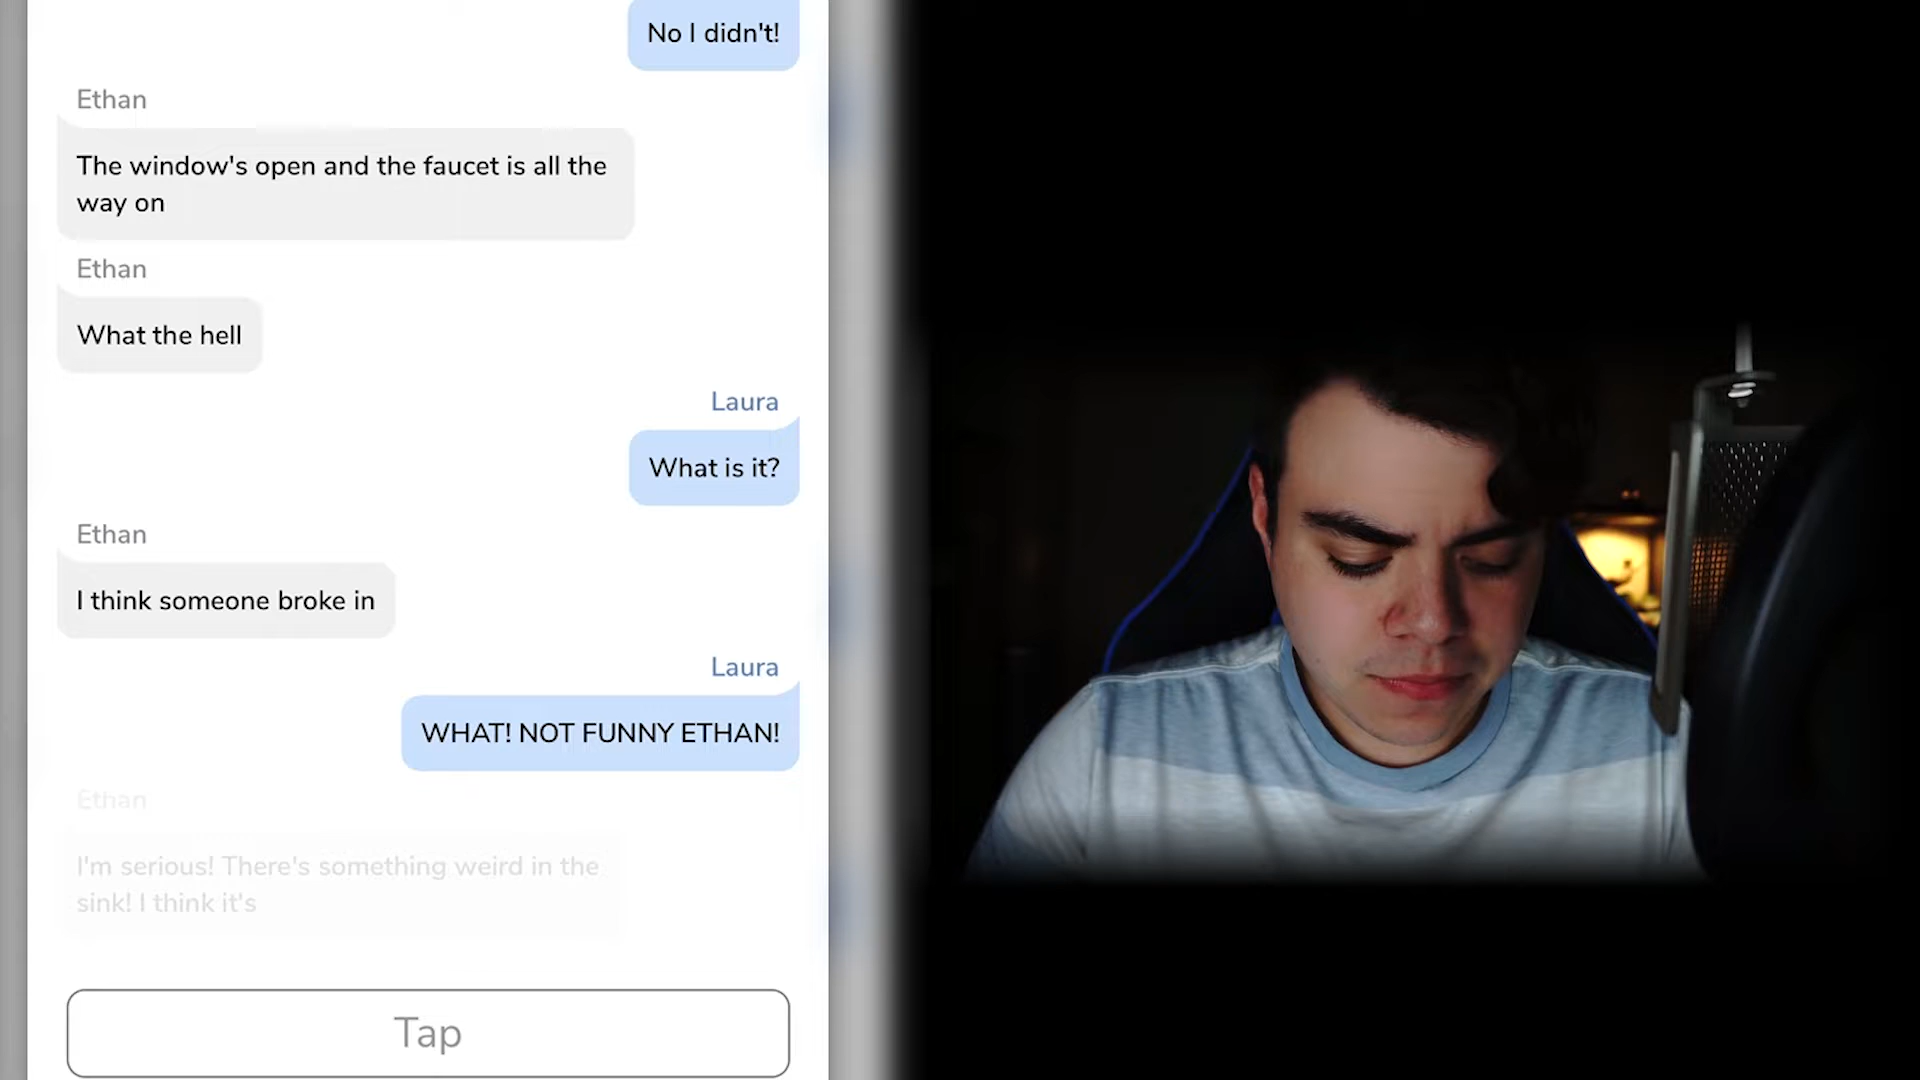 No I didn't!
Ethan
The window's open and the faucet is all the
way on
Ethan
What the hell
Laura
What is it?
Ethan
I think someone broke in
Laura
WHAT! NOT FUNNY ETHAN!
Ethan
I'm serious! There's something weird in the
sink! I think it's
Tap